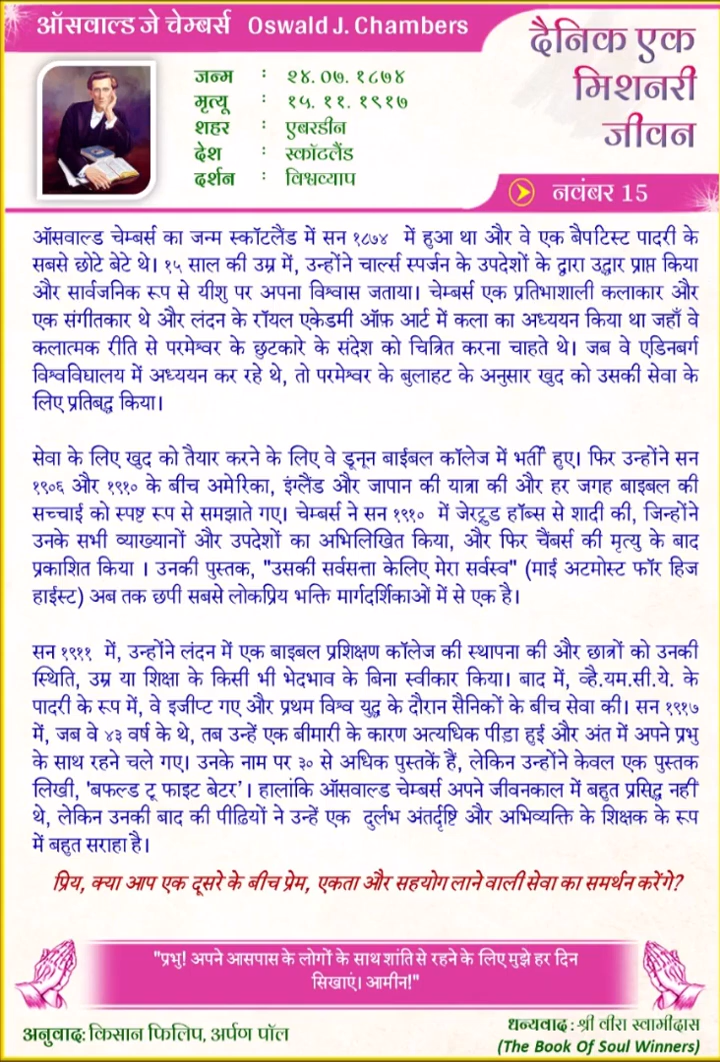 ऑसवाल्ड जे चेम्बर्स Oswald J. Chambers
दैनिक एक
मिशनरी
जीवन
जन्म : २४. ०७. १८७४
मृत्यू : १५. ११. १९१७
शहर : एबरडीन
देश : स्कॉटलैंड
दर्शन : विश्वव्याप
नवंबर 15
ऑसवाल्ड चेम्बर्स का जन्म स्कॉटलैंड में सन १८७४ में हुआ था और वे एक बैपटिस्ट पादरी के
सबसे छोटे बेटे थे। १५ साल की उम्र में, उन्होंने चार्ल्स स्पर्जन के उपदेशों के द्वारा उद्धार प्राप्त किया
और सार्वजनिक रूप से यीशु पर अपना विश्वास जताया। चेम्बर्स एक प्रतिभाशाली कलाकार और
एक संगीतकार थे और लंदन के रॉयल एकेडमी ऑफ आर्ट में कला का अध्ययन किया था जहाँ वे
कलात्मक रीति से परमेश्वर के छुटकारे के संदेश को चित्रित करना चाहते थे। जब वे एडिनबर्ग
विश्वविघालय में अध्ययन कर रहे थे, तो परमेश्वर के बुलाहट के अनुसार खुद को उसकी सेवा के
लिए प्रतिबद्ध किया।
सेवा के लिए खुद को तैयार करने के लिए वे डूनून बाईबल कॉलेज में भर्ती हुए। फिर उन्होंने सन
१९०६ और १९१० के बीच अमेरिका, इंग्लैंड और जापान की यात्रा की और हर जगह बाइबल की
सच्चाई को स्पष्ट रूप से समझाते गए। चेम्बर्स ने सन १९१० में जेरट्रूड हॉब्स से शादी की, जिन्होंने
उनके सभी व्याख्यानों और उपदेशों का अभिलिखित किया, और फिर चैंबर्स की मृत्यु के बाद
प्रकाशित किया । उनकी पुस्तक, "उसकी सर्वसत्ता केलिए मेरा सर्वस्व" (माई अटमोस्ट फॉर हिज
हाईस्ट) अब तक छपी सबसे लोकप्रिय भक्ति मार्गदर्शिकाओं में से एक है।
सन १९११ में, उन्होंने लंदन में एक बाइबल प्रशिक्षण कॉलेज की स्थापना की और छात्रों को उनकी
स्थिति, उम्र या शिक्षा के किसी भी भेदभाव के बिना स्वीकार किया। बाद में, व्है.यम.सी.ये. के
पादरी के रूप में, वे इजीप्ट गए और प्रथम विश्व युद्ध के दौरान सैनिकों के बीच सेवा की। सन १९१७
में, जब वे ४३ वर्ष के थे, तब उन्हें एक बीमारी के कारण अत्यधिक पीड़ा हुई और अंत में अपने प्रभु
के साथ रहने चले गए। उनके नाम पर ३० से अधिक पुस्तकें हैं, लेकिन उन्होंने केवल एक पुस्तक
लिखी, 'बफल्ड टू फाइट बेटर'। हालांकि ऑसवाल्ड चेम्बर्स अपने जीवनकाल में बहुत प्रसिद्ध नहीं
थे, लेकिन उनकी बाद की पीढ़ियों ने उन्हें एक दुर्लभ अंतर्दृष्टि और अभिव्यक्ति के शिक्षक के रूप
में बहुत सराहा है।
प्रिय, क्या आप एक दूसरे के बीच प्रेम, एकता और सहयोग लाने वाली सेवा का समर्थन करेंगे?
"प्रभु! अपने आसपास के लोगों के साथ शांति से रहने के लिए मुझे हर दिन
सिखाएं। आमीन!"
अनुवाद: किसान फिलिप, अर्पण पॉल
धन्यवाद : श्री वीरा स्वामीदास
(The Book Of Soul Winners)